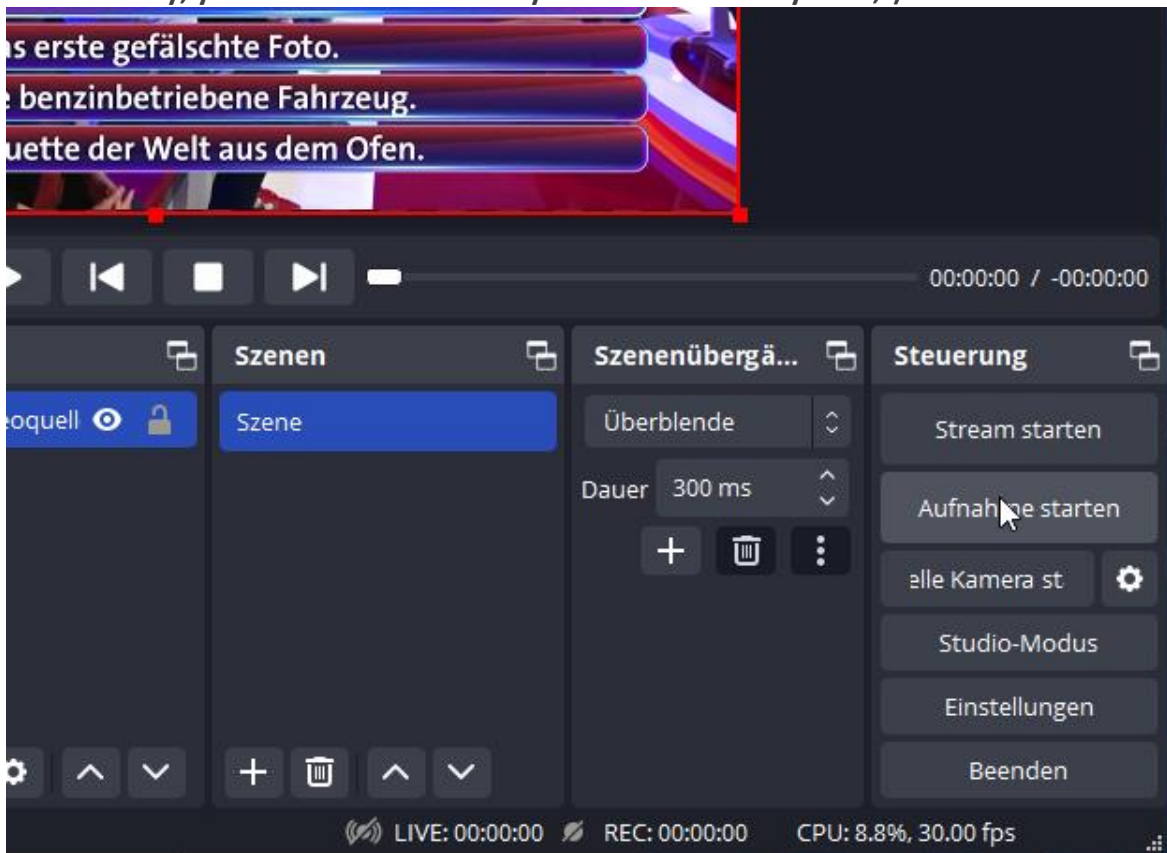 as erste gefälschte Foto.
benzinbetriebene Fahrzeug.
uette der Welt aus dem Ofen.
00:00:00 / -00:00:00
Szenen
Szenenübergä...
Steuerung
eoquell
Szene
Überblende
Stream starten
Dauer 300 ms
Aufnahme starten
elle Kamera st
Studio-Modus
Einstellungen
Beenden
LIVE: 00:00:00 REC: 00:00:00 CPU: 8.8%, 30.00 fps